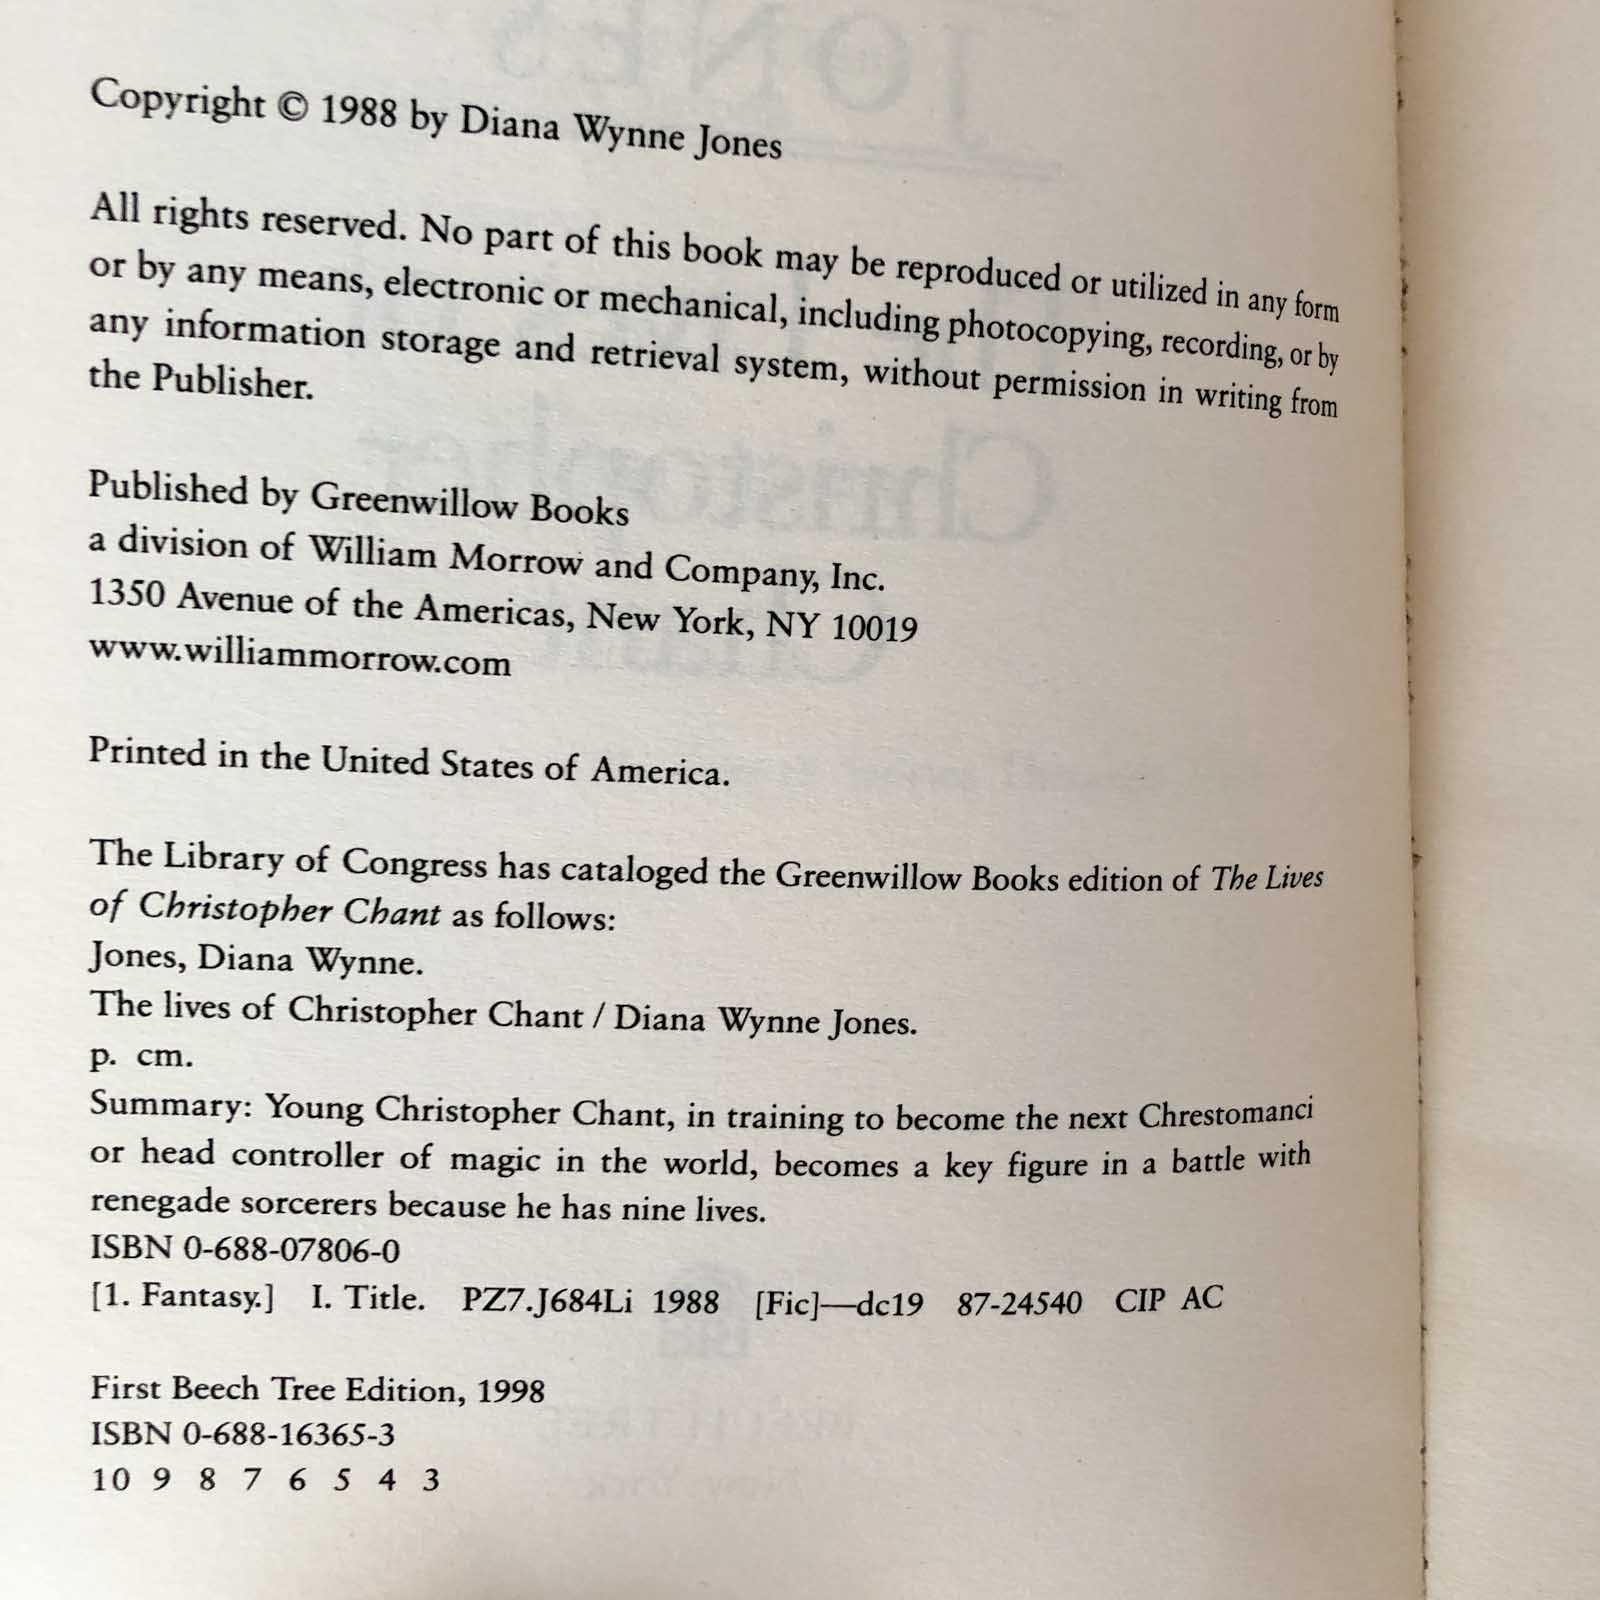 Copyright © 1988 by Diana Wynne Jones
All rights reserved. No part of this book may be reproduced or utilized in any form
or by any means, electronic or mechanical, including photocopying, recording, or by
any information storage and retrieval system, without permission in writing from
the Publisher.
Published by Greenwillow Books
a division of William Morrow and Company, Inc.
1350 Avenue of the Americas, New York, NY 10019
www.williammorrow.com
Printed in the United States of America.
The Library of Congress has cataloged the Greenwillow Books edition of The Lives
of Christopher Chant as follows:
Jones, Diana Wynne.
The lives of Christopher Chant / Diana Wynne Jones.
p. cm.
Summary: Young Christopher Chant, in training to become the next Chrestomanci
or head controller of magic in the world, becomes a key figure in a battle with
renegade sorcerers because he has nine lives.
ISBN 0-688-07806-0
[1. Fantasy.] I. Title. PZ7.J684Li 1988 [Fic]—dc19 87-24540 CIP AC
First Beech Tree Edition, 1998
ISBN 0-688-16365-3
10 9 8 7 6 5 4 3